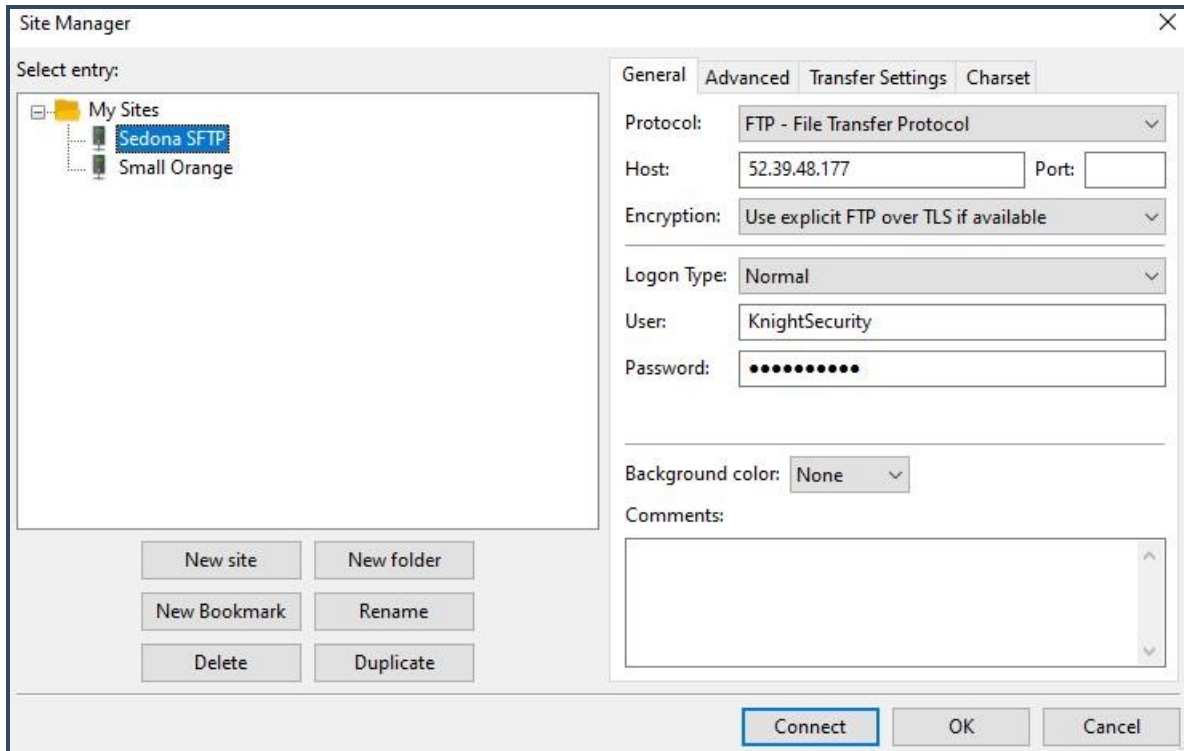 Site Manager
Select entry:
My Sites
Sedona SFTP
Small Orange
New site
New folder
New Bookmark
Rename
Delete
Duplicate
General
Advanced
Transfer Settings
Charset
Protocol:
FTP - File Transfer Protocol
Host:
52.39.48.177
Port:
Encryption:
Use explicit FTP over TLS if available
Logon Type:
Normal
User:
KnightSecurity
Password:
●●●●●●●●●●
Background color:
None
Comments:
Connect
OK
Cancel